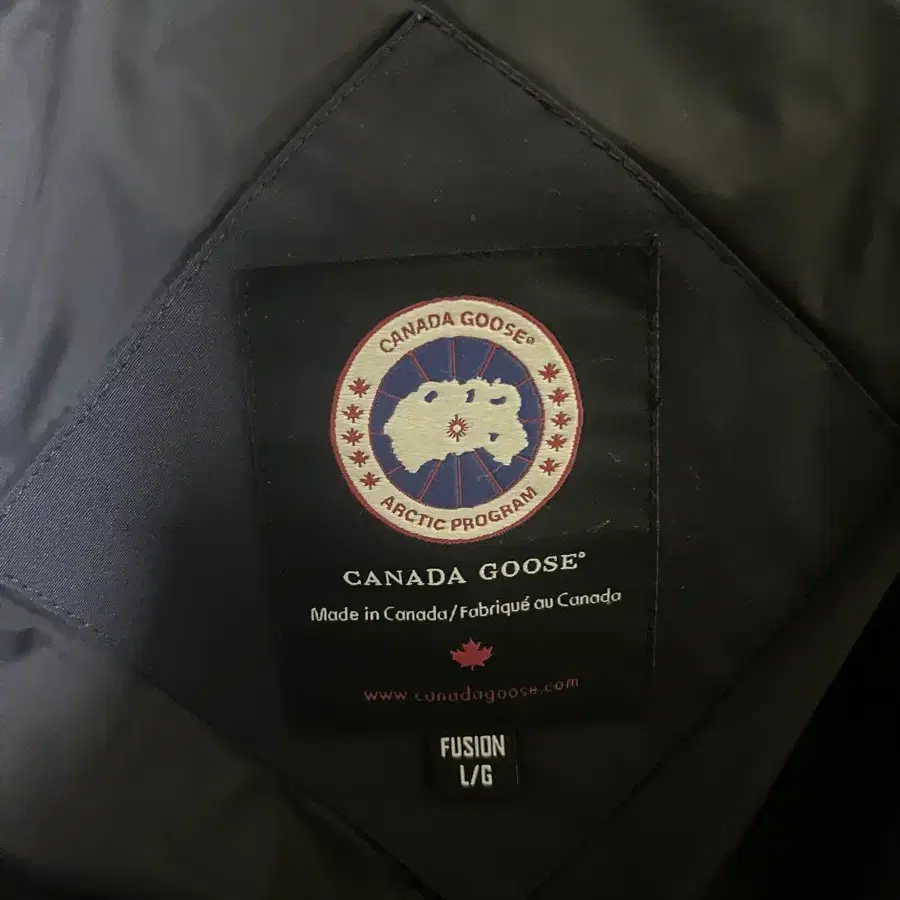 CANADA GOOSE
ARCTIC PROGRAM
CANADA GOOSE®
Made in Canada/Fabriqué au Canada
www.canadagoose.com
FUSION
L/G